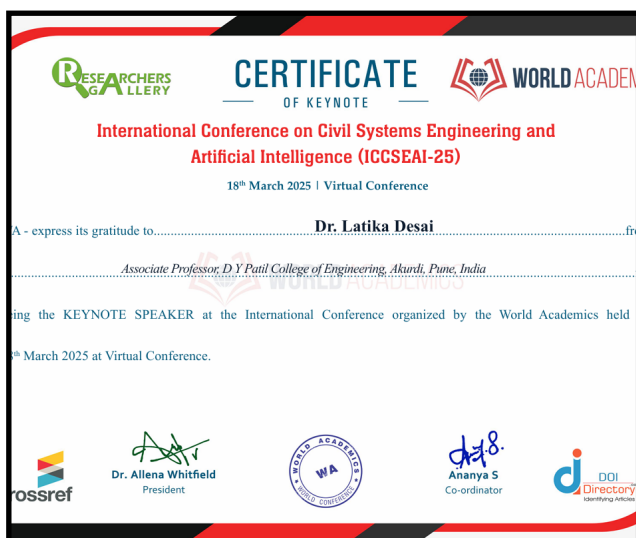 RESEARCHERS
GALLERY
CERTIFICATE
OF KEYNOTE
WORLD ACADEM
International Conference on Civil Systems Engineering and
Artificial Intelligence (ICCSEAI-25)
18th March 2025 | Virtual Conference
/A - express its gratitude to Dr. Latika Desai fr
Associate Professor, D Y Patil College of Engineering, Akurdi, Pune, India
WORLD ACADEMICS
ing the KEYNOTE SPEAKER at the International Conference organized by the World Academics held
th March 2025 at Virtual Conference.
rossref
Dr. Allena Whitfield
President
WORLD ACADEMICS
WA
WORLD CONFERENCE
Ananya S
Co-ordinator
DOI
Directory
Identifying Articles